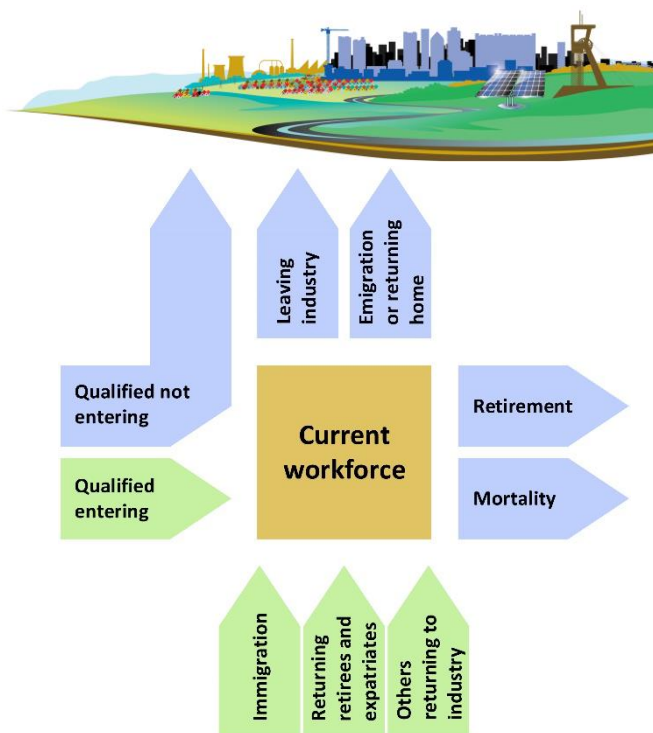 Leaving
industry
Emigration
or returning
home
Qualified not
entering
Current
workforce
Retirement
Qualified
entering
Mortality
Immigration
Returning
retirees and
expatriates
Others
returning to
industry